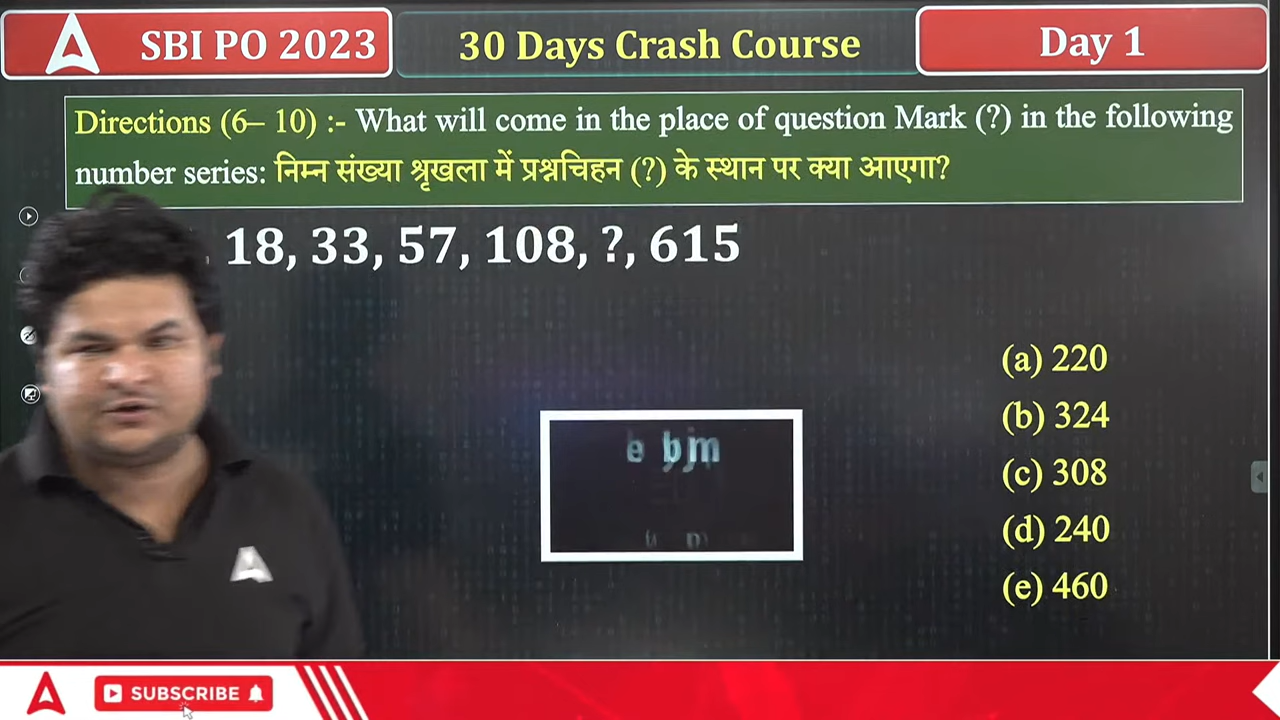 SBI PO 2023
30 Days Crash Course
Day 1
Directions (6– 10) :- What will come in the place of question Mark (?) in the following
number series: निम्न संख्या श्रृखला में प्रश्नचिहन (?) के स्थान पर क्या आएगा?
18, 33, 57, 108, ?, 615
(a) 220
(b) 324
(c) 308
(d) 240
(e) 460
SUBSCRIBE